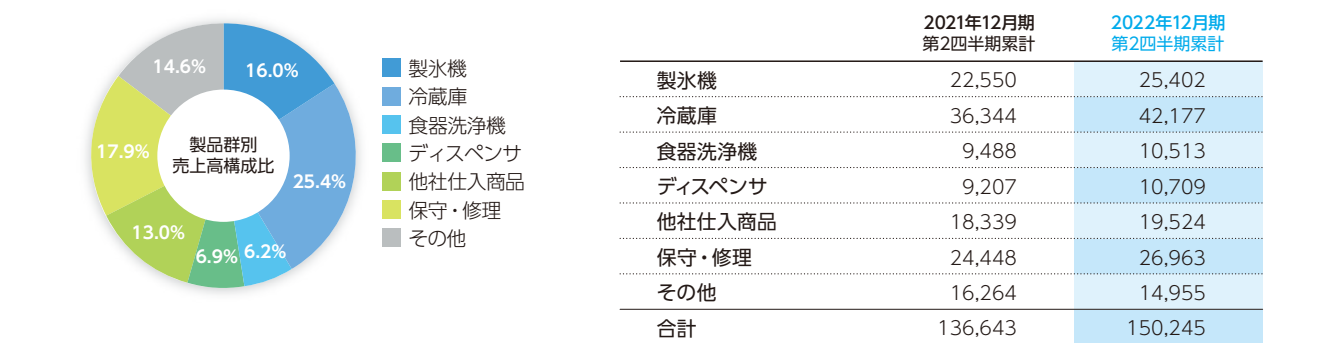 14.6%
16.0%
17.9%
25.4%
13.0%
6.9%
6.2%
製品群別
売上高構成比
製氷機
冷蔵庫
食器洗浄機
ディスペンサ
他社仕入商品
保守・修理
その他
2021年12月期 2022年12月期
第2四半期累計 第2四半期累計
製氷機 22,550 25,402
冷蔵庫 36,344 42,177
食器洗浄機 9,488 10,513
ディスペンサ 9,207 10,709
他社仕入商品 18,339 19,524
保守・修理 24,448 26,963
その他 16,264 14,955
合計 136,643 150,245